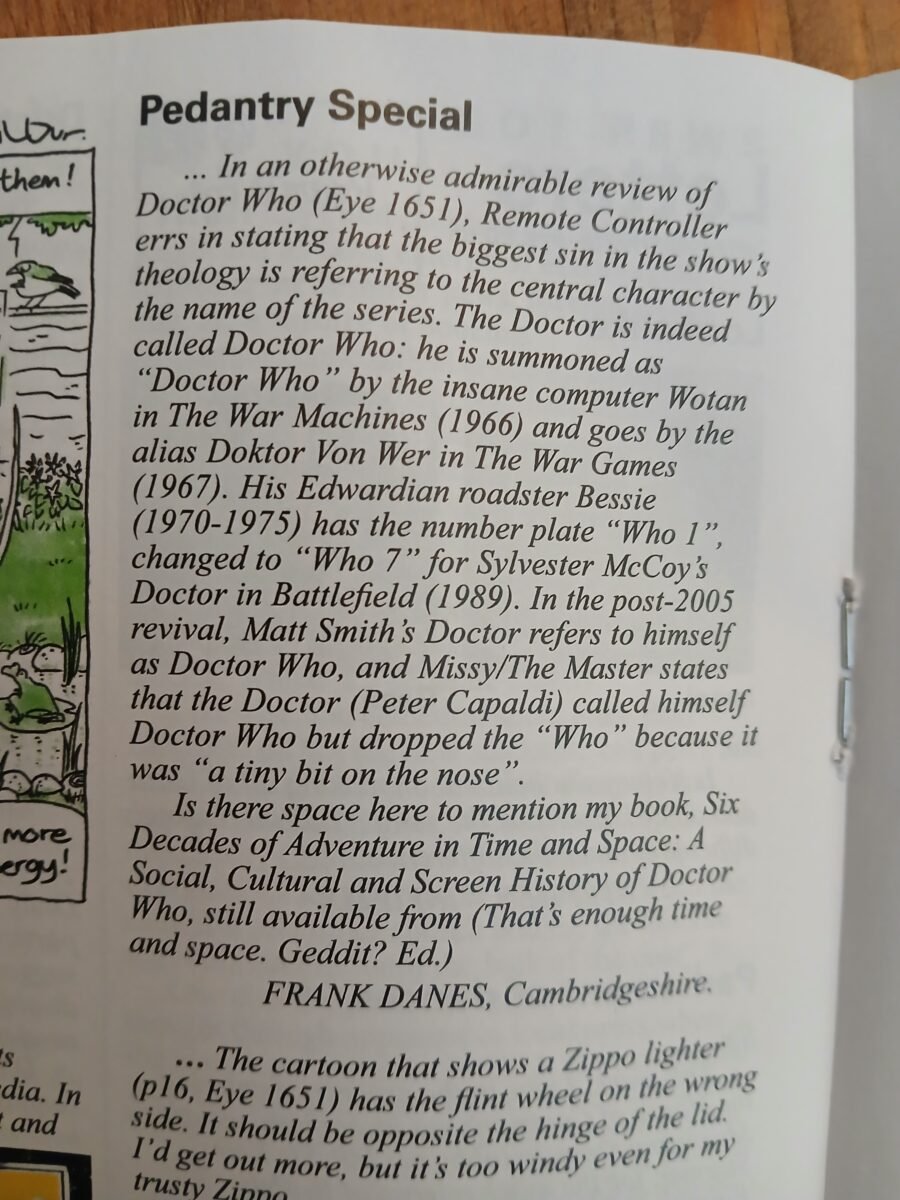 Pedantry Special
... In an otherwise admirable review of
Doctor Who (Eye 1651), Remote Controller
errs in stating that the biggest sin in the show's
theology is referring to the central character by
the name of the series. The Doctor is indeed
called Doctor Who: he is summoned as
“Doctor Who” by the insane computer Wotan
in The War Machines (1966) and goes by the
alias Doktor Von Wer in The War Games
(1967). His Edwardian roadster Bessie
(1970-1975) has the number plate “Who 1”,
changed to “Who 7” for Sylvester McCoy's
Doctor in Battlefield (1989). In the post-2005
revival, Matt Smith's Doctor refers to himself
as Doctor Who, and Missy/The Master states
that the Doctor (Peter Capaldi) called himself
Doctor Who but dropped the “Who” because it
was “a tiny bit on the nose”.
Is there space here to mention my book, Six
Decades of Adventure in Time and Space: A
Social, Cultural and Screen History of Doctor
Who, still available from (That's enough time
and space. Geddit? Ed.)
FRANK DANES, Cambridgeshire.
... The cartoon that shows a Zippo lighter
(p16, Eye 1651) has the flint wheel on the wrong
side. It should be opposite the hinge of the lid.
I'd get out more, but it's too windy even for my
trusty Zippo
them!
more
ergy!
ts
dia. In
t and